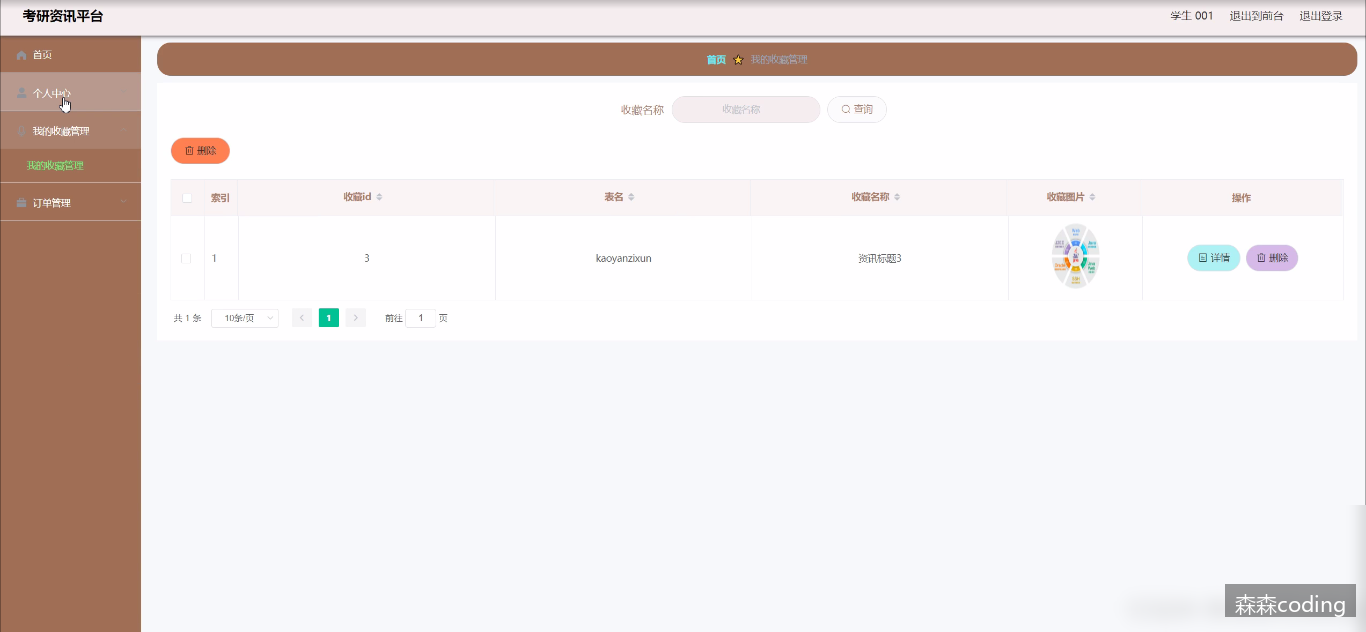 考研资讯平台
学生 001 退出到前台 退出登录
首页
个人中心
我的收藏管理
我的收藏管理
订单管理
首页 我的收藏管理
收藏名称 收藏名称 查询
删除
索引 收藏id 表名 收藏名称 收藏图片 操作
1 3 kaoyanzixun 资讯标题3 详情 删除
共 1 条 10条/页 1 前往 1 页
森森coding